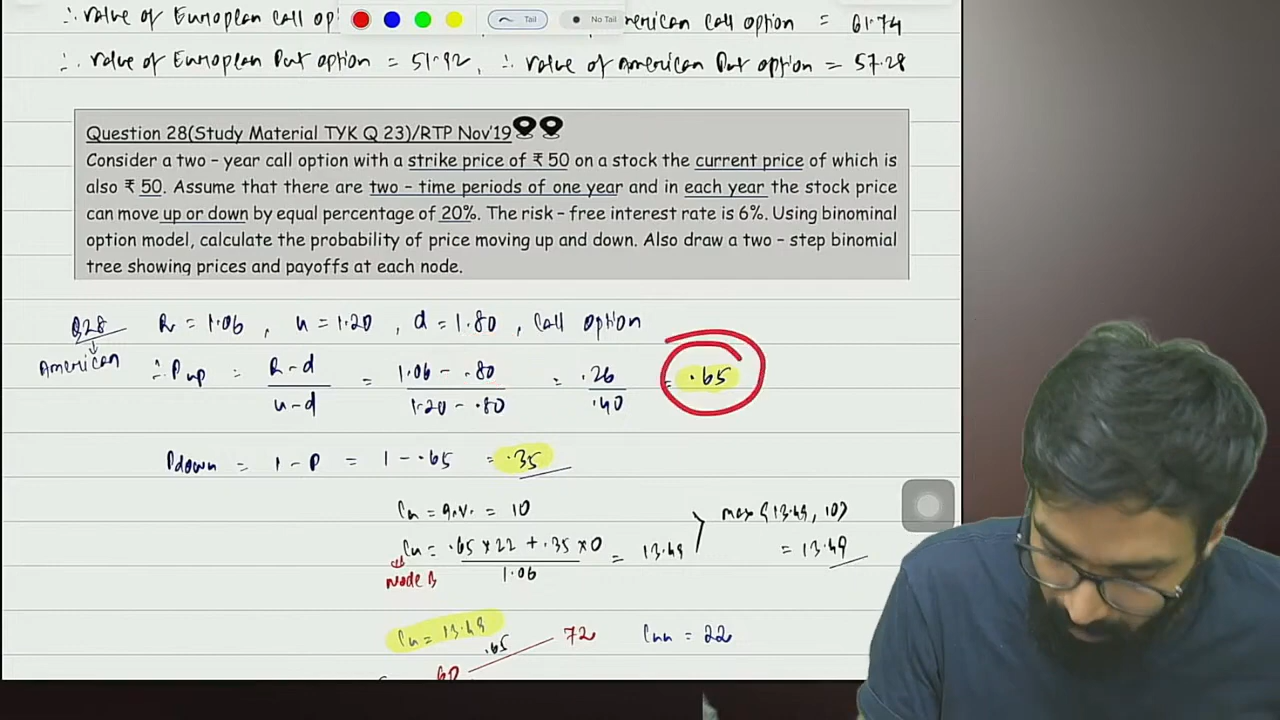 ∴ value of European call op
Tail
No Tail
merican call option = 61.74
∴ value of European Put option = 51.92, ∴ value of American Put option = 57.28
Question 28(Study Material TYK Q 23)/RTP Nov'19
Consider a two – year call option with a strike price of ₹ 50 on a stock the current price of which is
also ₹ 50. Assume that there are two – time periods of one year and in each year the stock price
can move up or down by equal percentage of 20%. The risk – free interest rate is 6%. Using binominal
option model, calculate the probability of price moving up and down. Also draw a two – step binomial
tree showing prices and payoffs at each node.
Q28 R = 1.06 , u = 1.20 , d = 1.80 , Call Option
American
∴ Pup = R-d / u-d = 1.06 - .80 / 1.20 - .80 = .26 / .40 = .65
Pdown = 1 - P = 1 - .65 = .35
Cu = g.v. = 10
Cu = .65 × 22 + .35 × 0 / 1.06 = 13.49
Node B
max {13.49, 10}
= 13.49
Cu = 13.49
.65
72 Cuu = 22
60